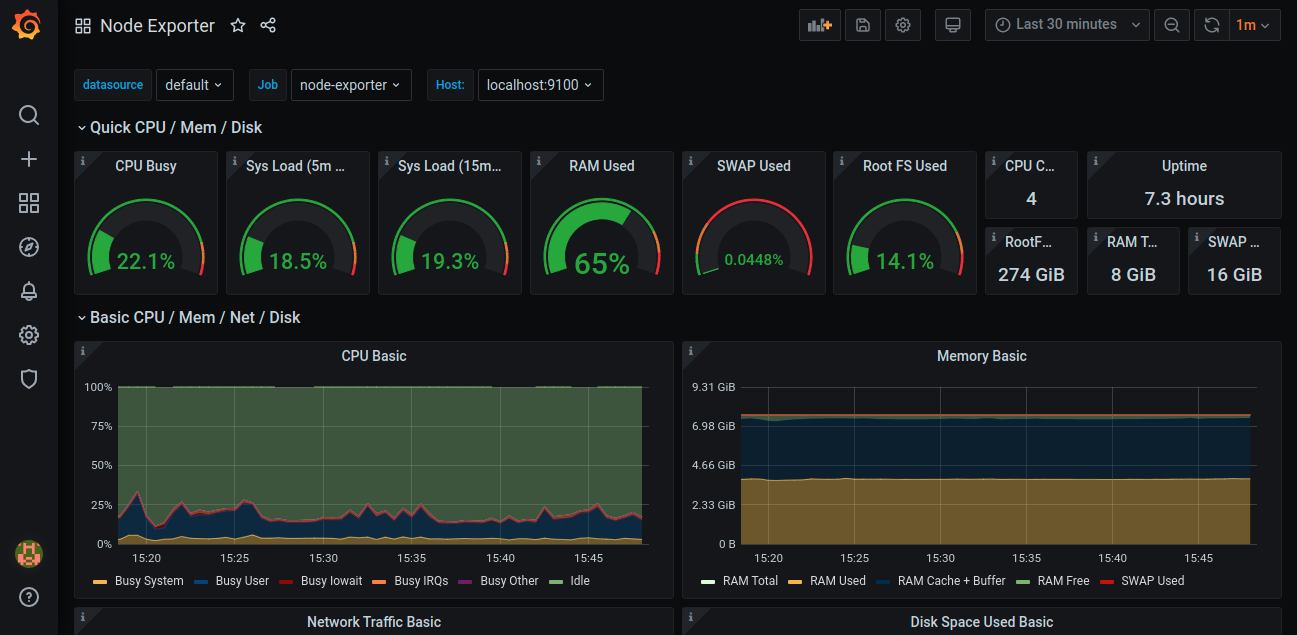 Node Exporter
Last 30 minutes
1m
datasource default Job node-exporter Host: localhost:9100
Quick CPU / Mem / Disk
CPU Busy
22.1%
Sys Load (5m ...
18.5%
Sys Load (15m...
19.3%
RAM Used
65%
SWAP Used
0.0448%
Root FS Used
14.1%
CPU C...
4
Uptime
7.3 hours
RootF...
274 GiB
RAM T...
8 GiB
SWAP ...
16 GiB
Basic CPU / Mem / Net / Disk
CPU Basic
100%
75%
50%
25%
0%
15:20 15:25 15:30 15:35 15:40 15:45
Busy System Busy User Busy Iowait Busy IRQs Busy Other Idle
Memory Basic
9.31 GiB
6.98 GiB
4.66 GiB
2.33 GiB
0 B
15:20 15:25 15:30 15:35 15:40 15:45
RAM Total RAM Used RAM Cache + Buffer RAM Free SWAP Used
Network Traffic Basic
Disk Space Used Basic